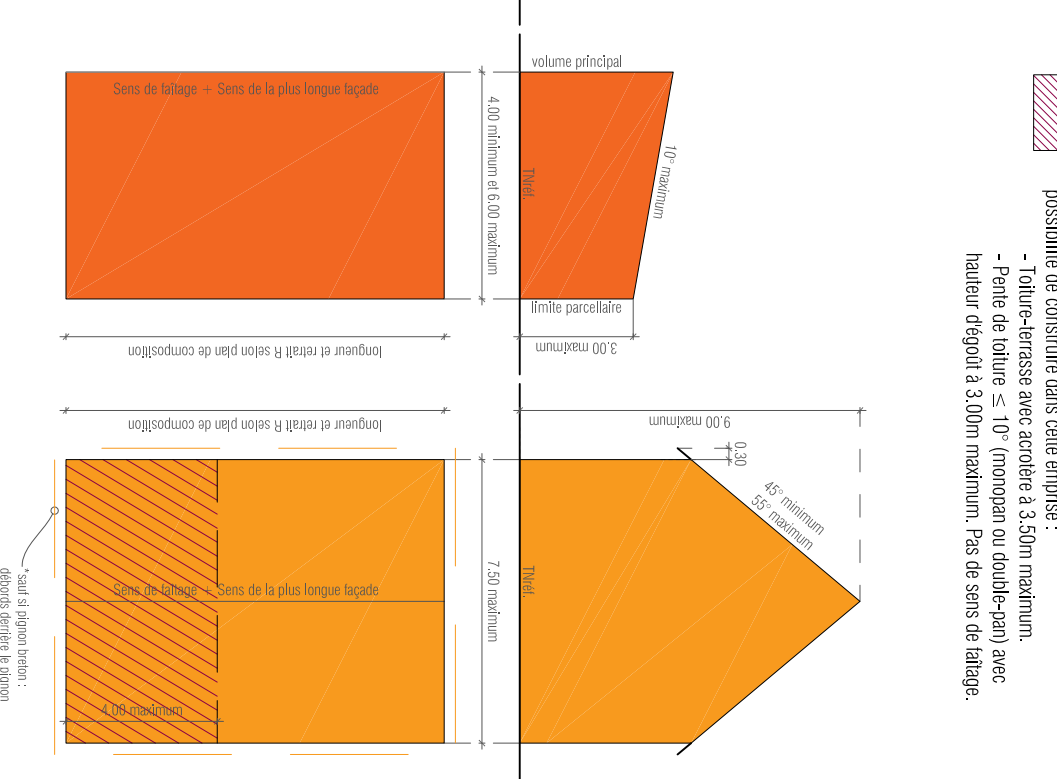 volume principal
Sens de faîtage + Sens de la plus longue façade
4.00 minimum et 6.00 maximum
TNréf.
10° maximum
limite parcellaire
3.00 maximum
longueur et retrait R selon plan de composition
longueur et retrait R selon plan de composition
9.00 maximum
0.30
45° minimum
55° maximum
Sens de faîtage + Sens de la plus longue façade
7.50 maximum
TNréf.
4.00 maximum
* sauf si pignon breton :
débords derrière le pignon
possibilité de construire dans cette emprise :
- Toiture-terrasse avec acrotère à 3.50m maximum.
- Pente de toiture ≤ 10° (monopan ou double-pan) avec
hauteur d'égoût à 3.00m maximum. Pas de sens de faîtage.